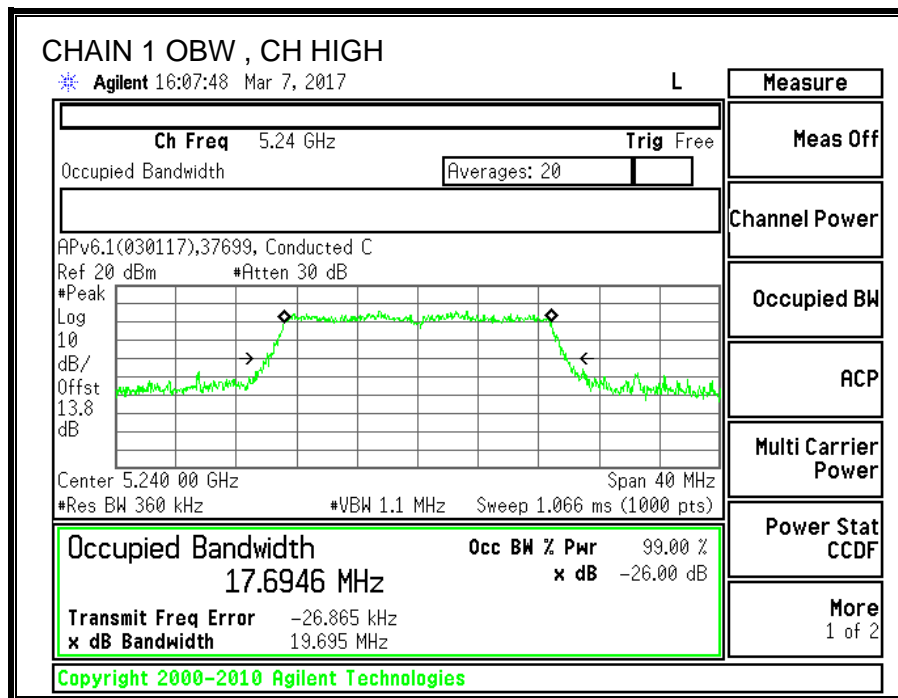 CHAIN 1 OBW , CH HIGH
Agilent 16:07:48 Mar 7, 2017 L
Measure
Ch Freq 5.24 GHz Trig Free
Meas Off
Occupied Bandwidth Averages: 20
Channel Power
APv6.1(030117),37699, Conducted C
Ref 20 dBm #Atten 30 dB
#Peak
Log
10
dB/
Offst
13.8
dB
Occupied BW
ACP
Center 5.240 00 GHz Span 40 MHz
#Res BW 360 kHz #VBW 1.1 MHz Sweep 1.066 ms (1000 pts)
Multi Carrier
Power
Occupied Bandwidth Occ BW % Pwr 99.00 %
17.6946 MHz x dB -26.00 dB
Transmit Freq Error -26.865 kHz
x dB Bandwidth 19.695 MHz
Power Stat
CCDF
More
1 of 2
Copyright 2000-2010 Agilent Technologies